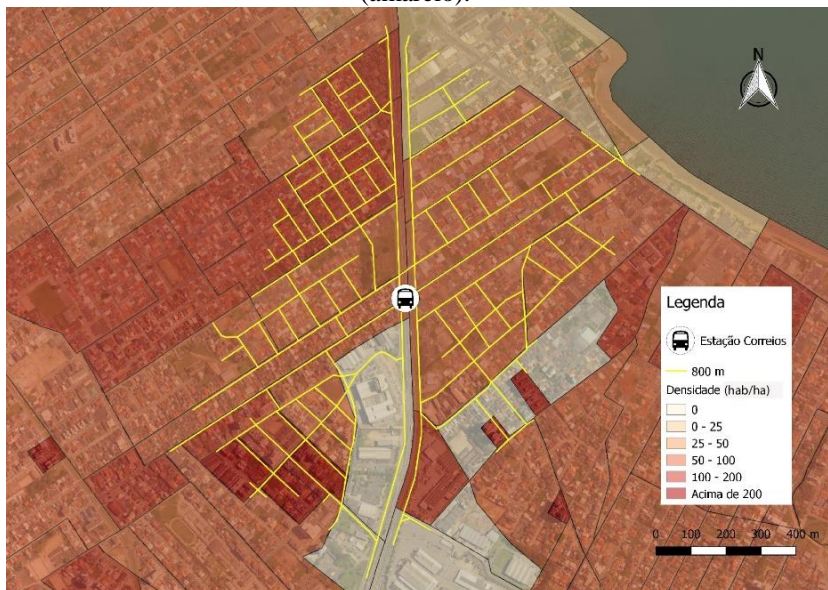 (amarelo).
N
Legenda
Estação Correios
800 m
Densidade (hab/ha)
0
0 - 25
25 - 50
50 - 100
100 - 200
Acima de 200
0 100 200 300 400 m